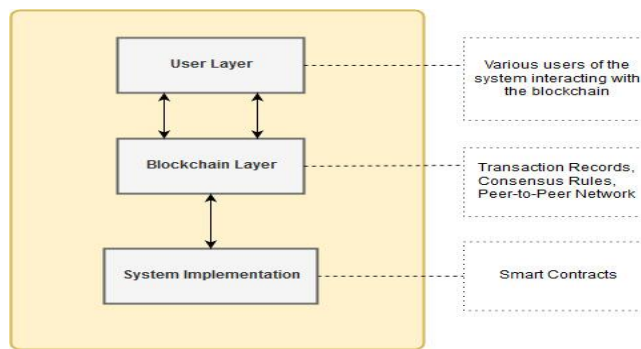 User Layer
Various users of the
system interacting with
the blockchain
Blockchain Layer
Transaction Records,
Consensus Rules,
Peer-to-Peer Network
System Implementation
Smart Contracts